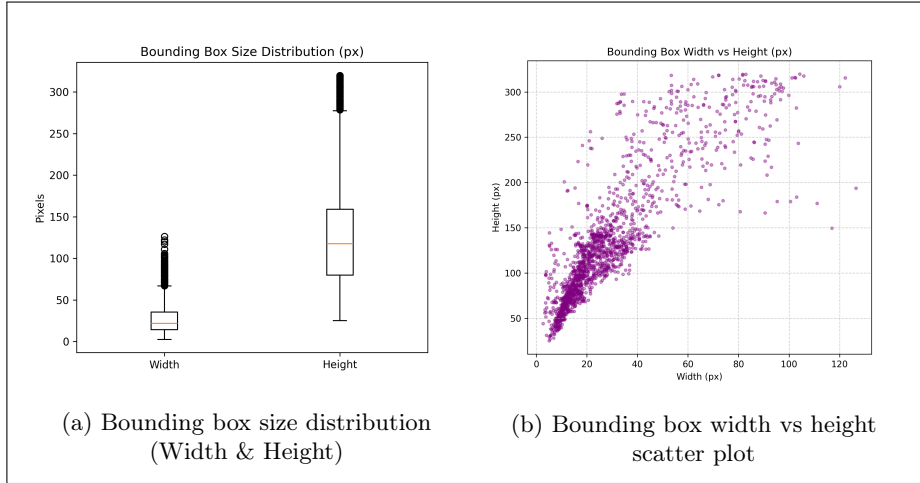 Bounding Box Size Distribution (px)
300
250
200
150
100
50
0
Pixels
Width
Height
(a) Bounding box size distribution
(Width & Height)
Bounding Box Width vs Height (px)
300
250
200
150
100
50
Height (px)
0
20
40
60
80
100
120
Width (px)
(b) Bounding box width vs height
scatter plot